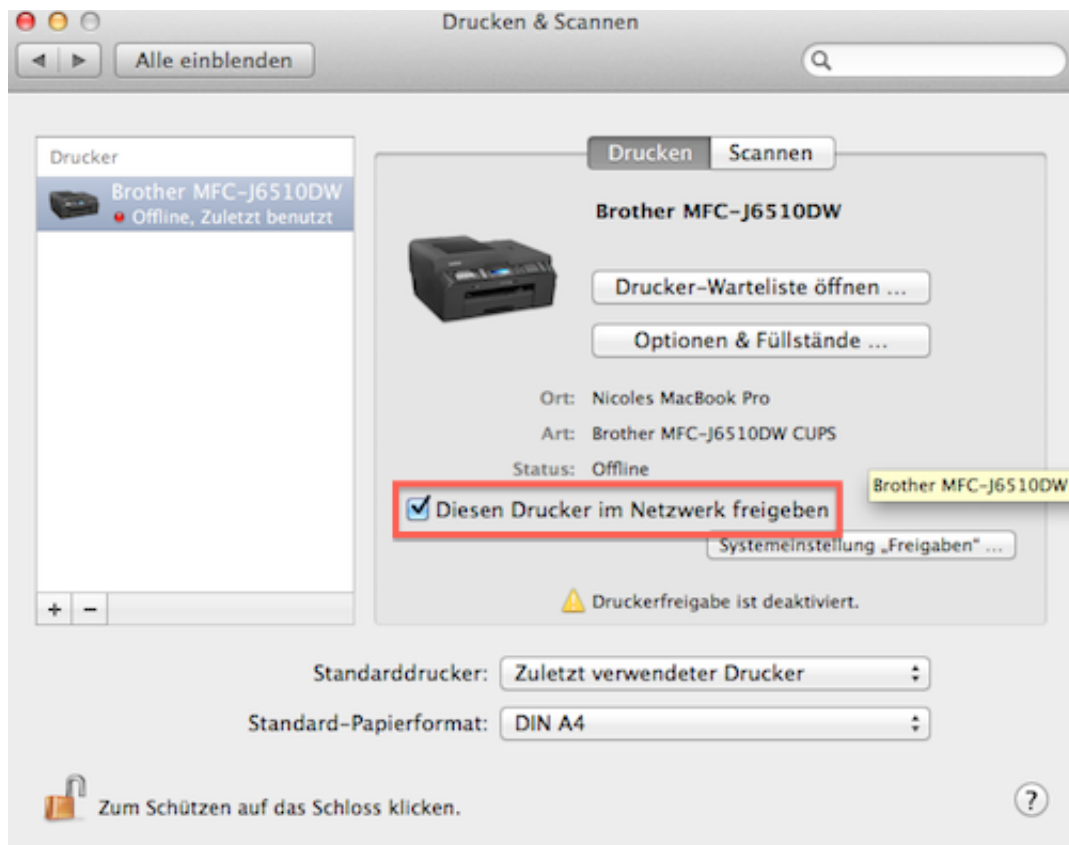 Drucken & Scannen
Alle einblenden
Drucker
Brother MFC-J6510DW
Offline, Zuletzt benutzt
Drucken Scannen
Brother MFC-J6510DW
Drucker-Warteliste öffnen ...
Optionen & Füllstände ...
Ort: Nicoles MacBook Pro
Art: Brother MFC-J6510DW CUPS
Status: Offline
Brother MFC-J6510DW
Diesen Drucker im Netzwerk freigeben
Systemeinstellung „Freigaben“ ...
Druckerfreigabe ist deaktiviert.
+ −
Standarddrucker: Zuletzt verwendeter Drucker
Standard-Papierformat: DIN A4
Zum Schützen auf das Schloss klicken.
?